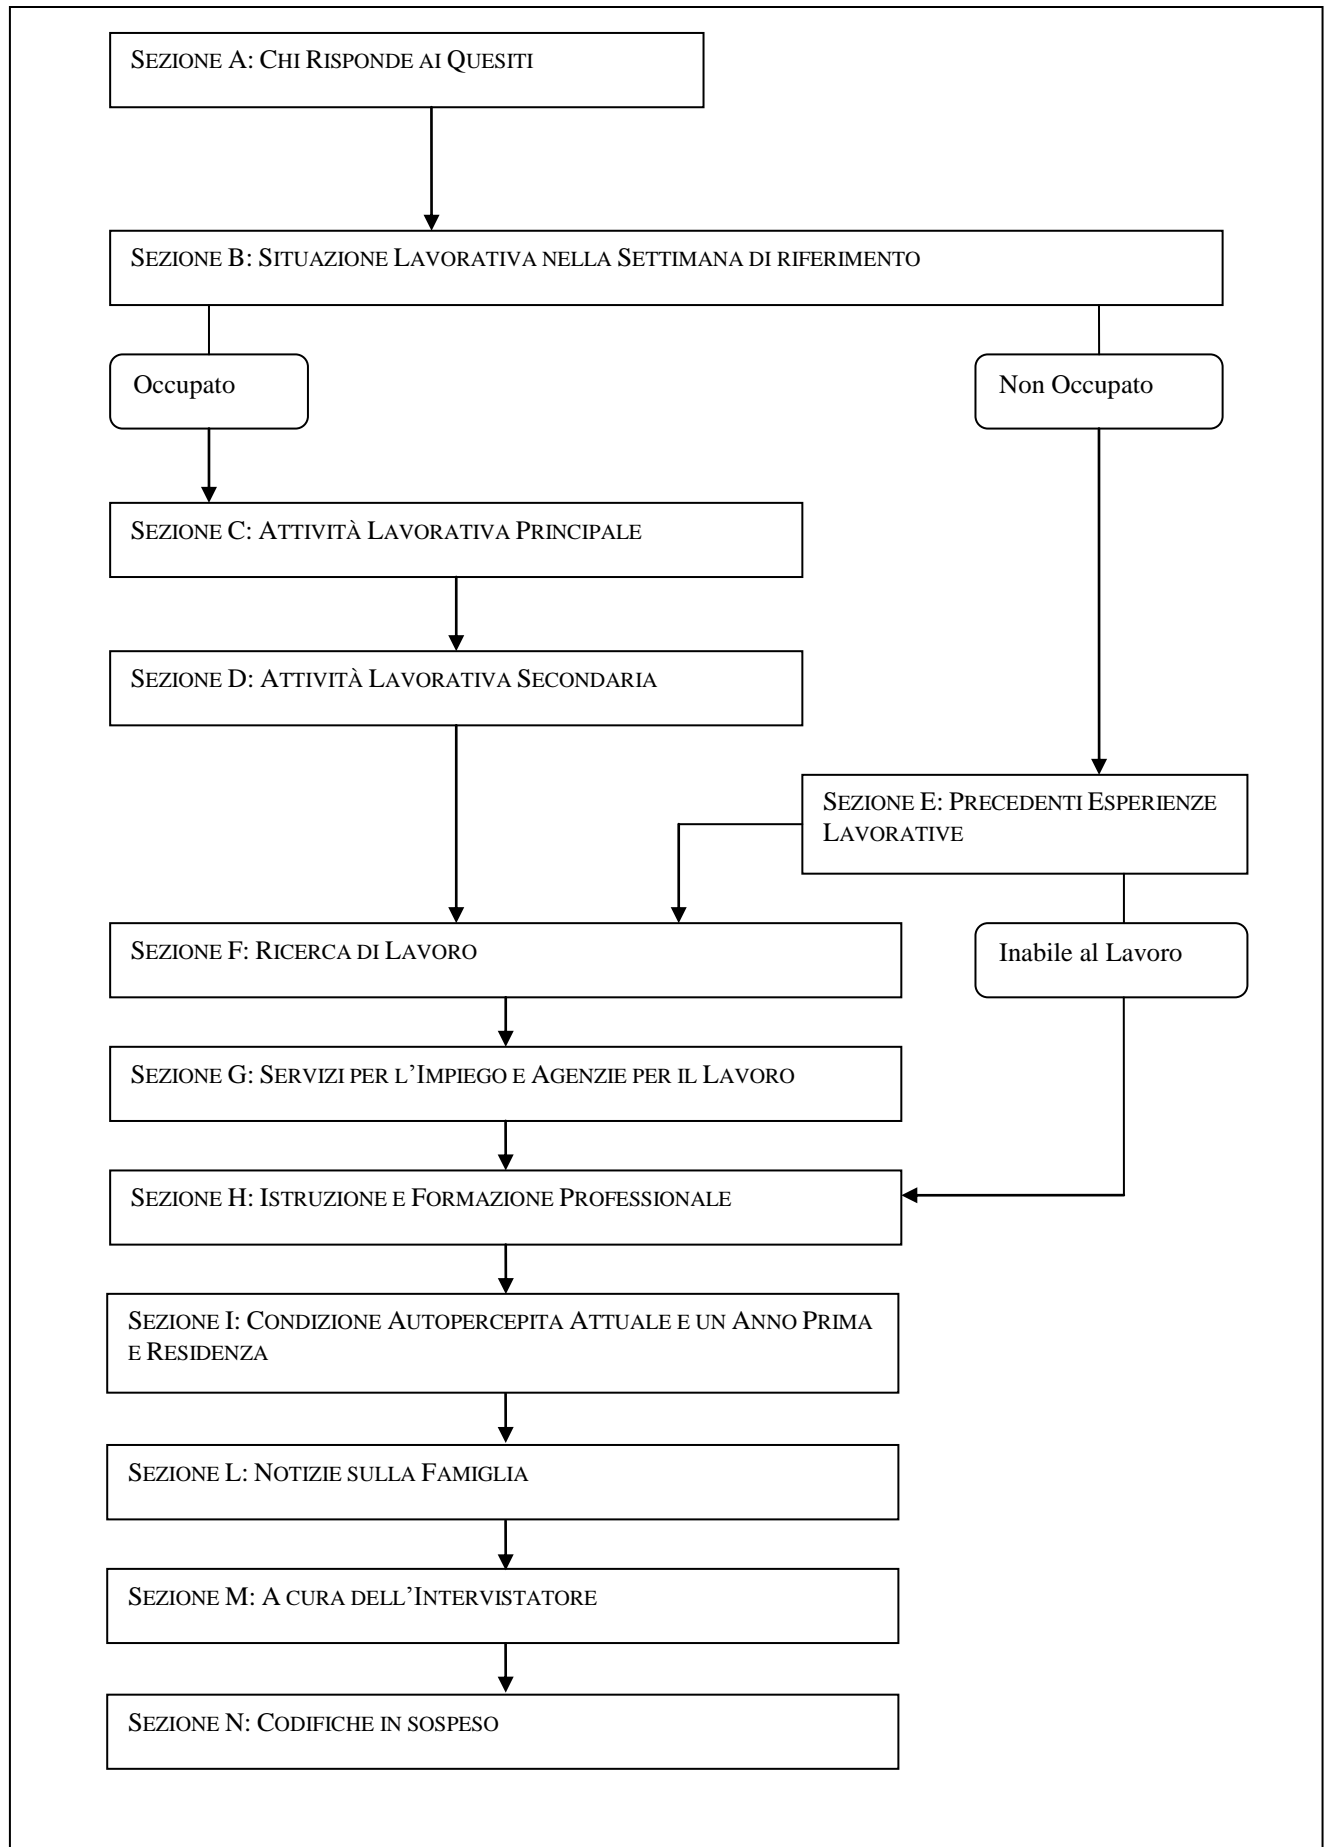 SEZIONE A: CHI RISPONDE AI QUESITI
SEZIONE B: SITUAZIONE LAVORATIVA NELLA SETTIMANA DI RIFERIMENTO
Occupato
Non Occupato
SEZIONE C: ATTIVITÀ LAVORATIVA PRINCIPALE
SEZIONE D: ATTIVITÀ LAVORATIVA SECONDARIA
SEZIONE E: PRECEDENTI ESPERIENZE
LAVORATIVE
SEZIONE F: RICERCA DI LAVORO
Inabile al Lavoro
SEZIONE G: SERVIZI PER L’IMPIEGO E AGENZIE PER IL LAVORO
SEZIONE H: ISTRUZIONE E FORMAZIONE PROFESSIONALE
SEZIONE I: CONDIZIONE AUTOPERCEPITA ATTUALE E UN ANNO PRIMA
E RESIDENZA
SEZIONE L: NOTIZIE SULLA FAMIGLIA
SEZIONE M: A CURA DELL’INTERVISTATORE
SEZIONE N: CODIFICHE IN SOSPESO